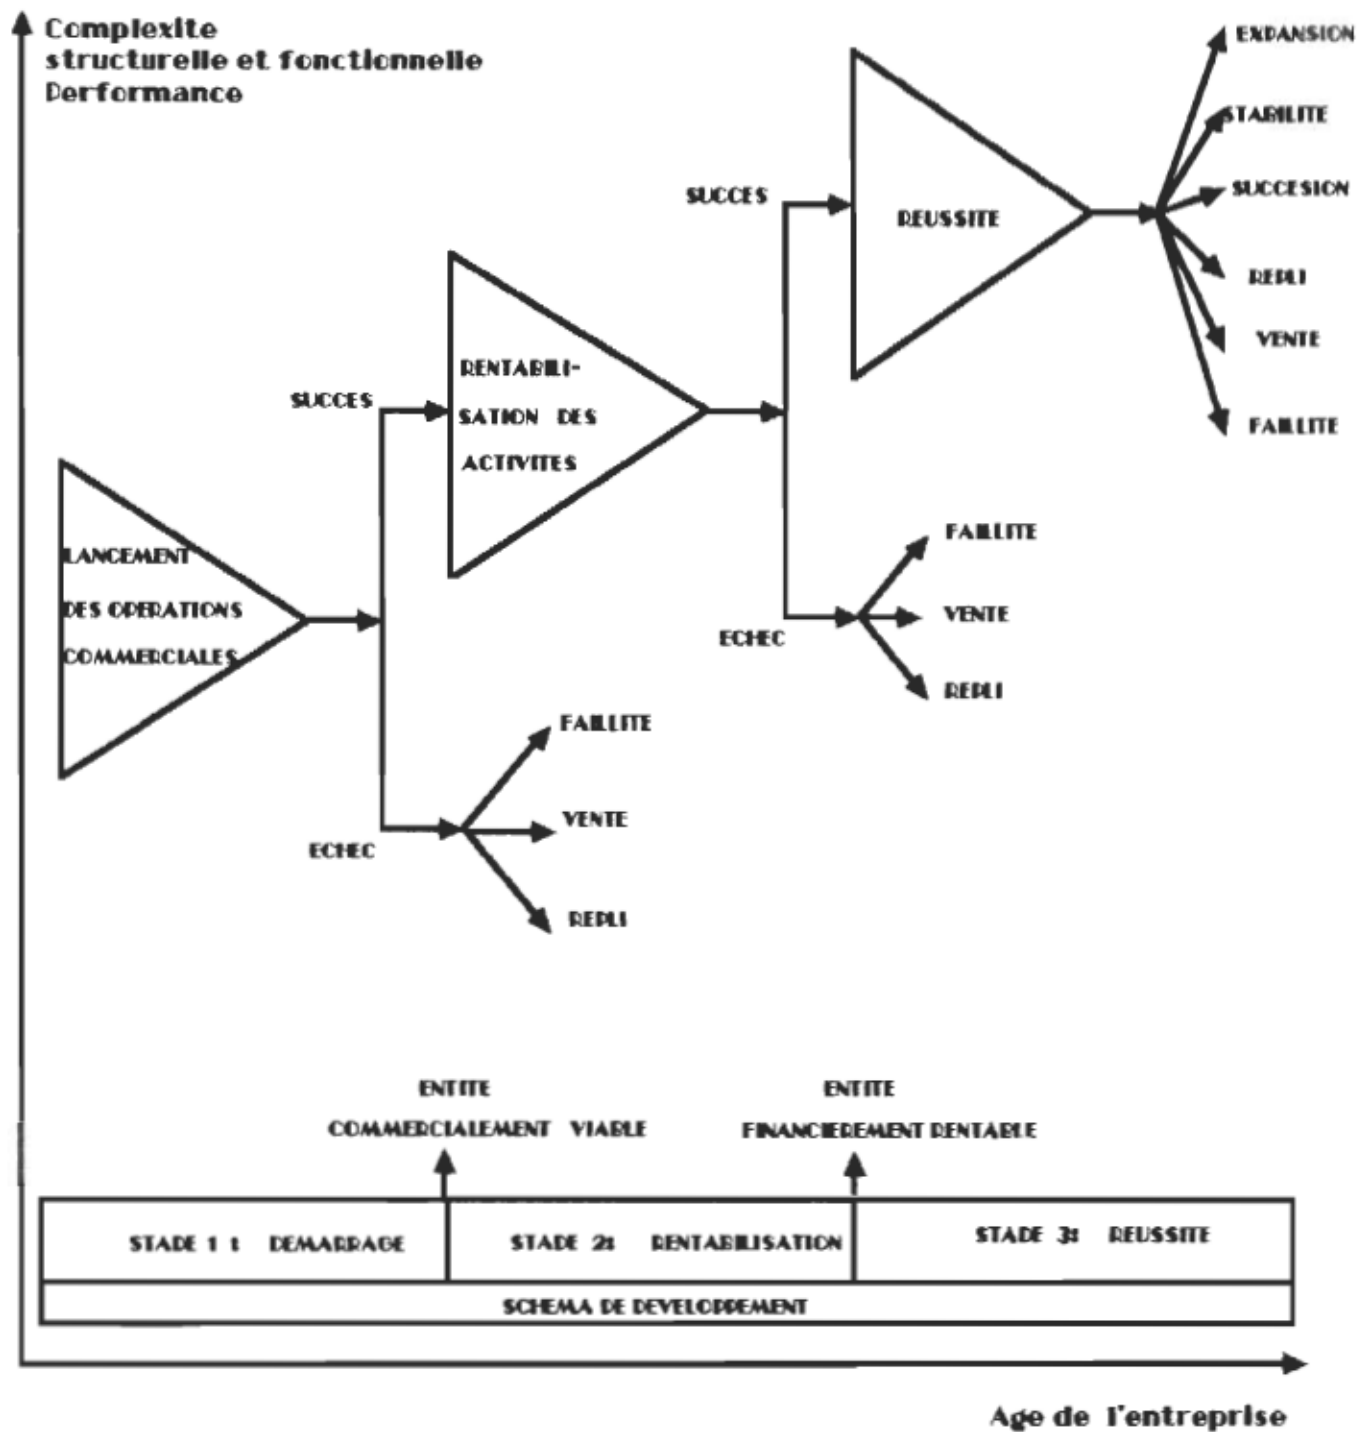 Complexite
structurelle et fonctionnelle
Performance
EXPANSION
STABILITE
SUCCESION
REPLI
VENTE
FAILLITE
SUCCES
REUSSITE
SUCCES
RENTABILI-
SATION DES
ACTIVITES
FAILLITE
VENTE
REPLI
ECHEC
LANCEMENT
DES OPERATIONS
COMMERCIALES
FAILLITE
VENTE
REPLI
ECHEC
ENTITE
COMMERCIALEMENT VIABLE
ENTITE
FINANCIEREMENT RENTABLE
STADE 1 : DEMARRAGE
STADE 2: RENTABILISATION
STADE 3: REUSSITE
SCHEMA DE DEVELOPPEMENT
Age de l'entreprise